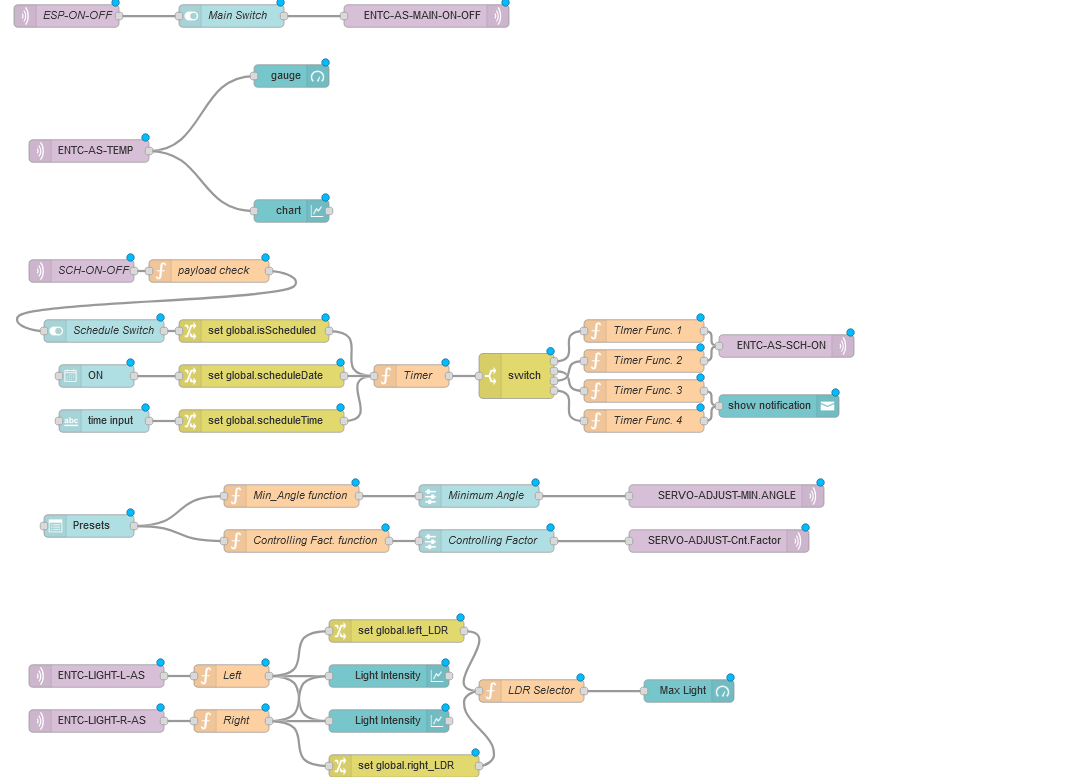 ESP-ON-OFF
Main Switch
ENTC-AS-MAIN-ON-OFF
gauge
ENTC-AS-TEMP
chart
SCH-ON-OFF
payload check
Schedule Switch
set global.isScheduled
TImer Func. 1
ENTC-AS-SCH-ON
ON
set global.scheduleDate
Timer
switch
Timer Func. 2
Timer Func. 3
show notification
abc
time input
set global.scheduleTime
Timer Func. 4
Min_Angle function
Minimum Angle
SERVO-ADJUST-MIN.ANGLE
Presets
Controlling Fact. function
Controlling Factor
SERVO-ADJUST-Cnt.Factor
set global.left_LDR
ENTC-LIGHT-L-AS
Left
Light Intensity
LDR Selector
Max Light
ENTC-LIGHT-R-AS
Right
Light Intensity
set global.right_LDR